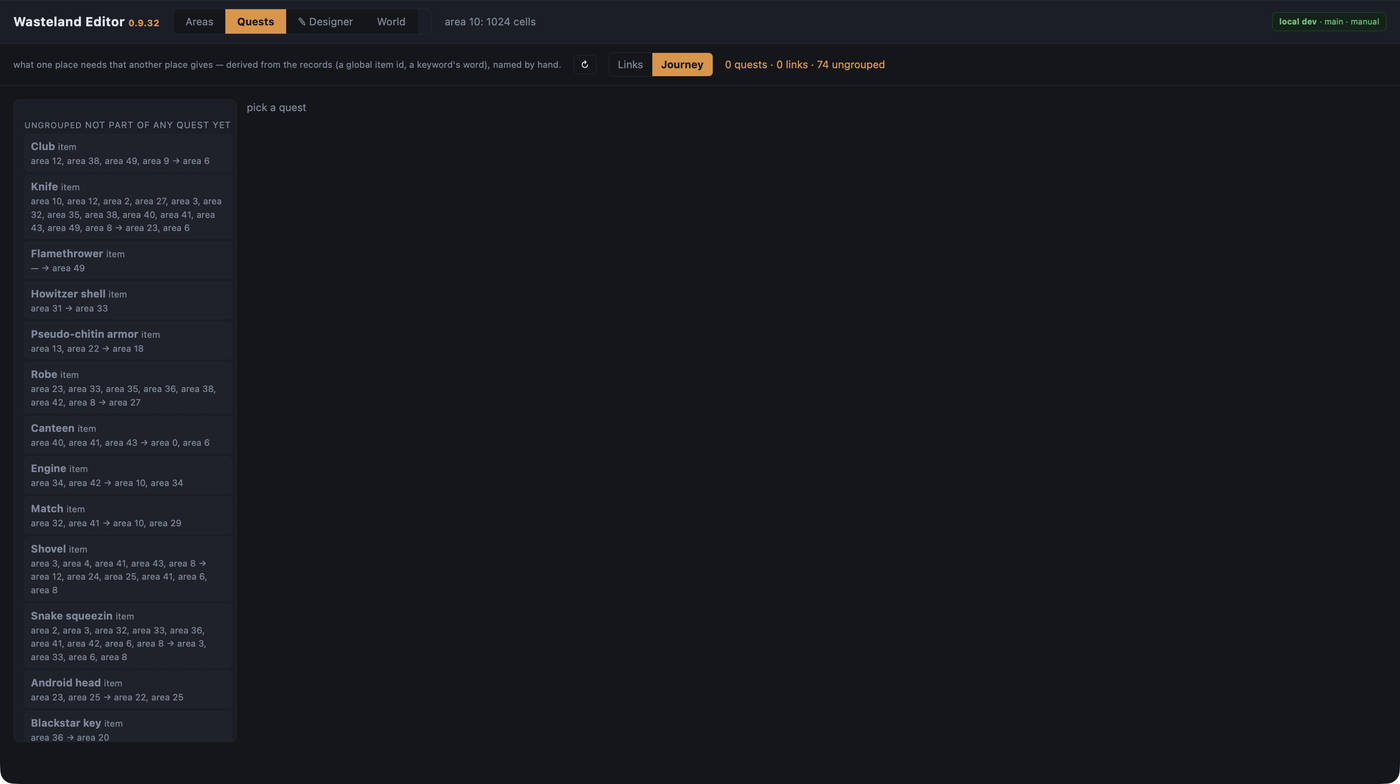 Wasteland Editor 0.9.32 Areas Quests ✎ Designer World area 10: 1024 cells local dev · main · manual
what one place needs that another place gives — derived from the records (a global item id, a keyword's word), named by hand. ↻ Links Journey 0 quests · 0 links · 74 ungrouped
pick a quest
UNGROUPED NOT PART OF ANY QUEST YET
Club item
area 12, area 38, area 49, area 9 → area 6
Knife item
area 10, area 12, area 2, area 27, area 3, area
32, area 35, area 38, area 40, area 41, area
43, area 49, area 8 → area 23, area 6
Flamethrower item
— → area 49
Howitzer shell item
area 31 → area 33
Pseudo-chitin armor item
area 13, area 22 → area 18
Robe item
area 23, area 33, area 35, area 36, area 38,
area 42, area 8 → area 27
Canteen item
area 40, area 41, area 43 → area 0, area 6
Engine item
area 34, area 42 → area 10, area 34
Match item
area 32, area 41 → area 10, area 29
Shovel item
area 3, area 4, area 41, area 43, area 8 →
area 12, area 24, area 25, area 41, area 6,
area 8
Snake squeezin item
area 2, area 3, area 32, area 33, area 36,
area 41, area 42, area 6, area 8 → area 3,
area 33, area 6, area 8
Android head item
area 23, area 25 → area 22, area 25
Blackstar key item
area 36 → area 20